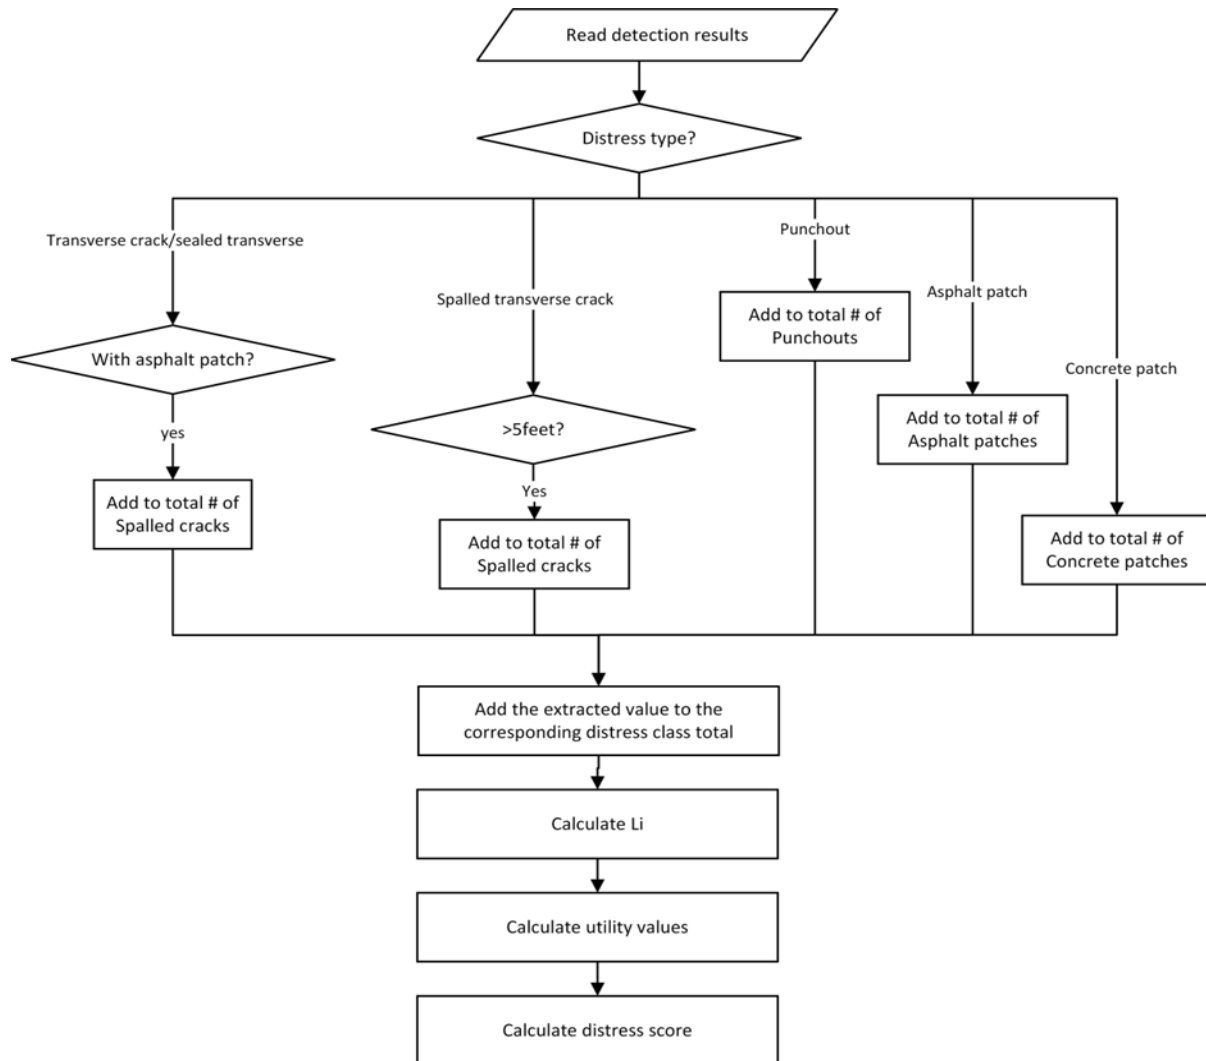 Read detection results
Distress type?
Transverse crack/sealed transverse
Spalled transverse crack
Punchout
Asphalt patch
Concrete patch
With asphalt patch?
yes
Add to total # of
Spalled cracks
>5feet?
Yes
Add to total # of
Spalled cracks
Add to total # of
Punchouts
Add to total # of
Asphalt patches
Add to total # of
Concrete patches
Add the extracted value to the
corresponding distress class total
Calculate Li
Calculate utility values
Calculate distress score